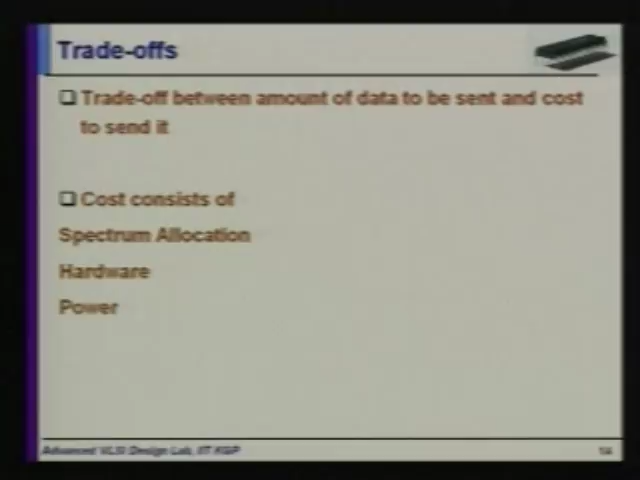 Trade-offs
Trade-off between amount of data to be sent and cost
to send it
Cost consists of
Spectrum Allocation
Hardware
Power
Advanced VLSI Design Lab, IIT KGP
14